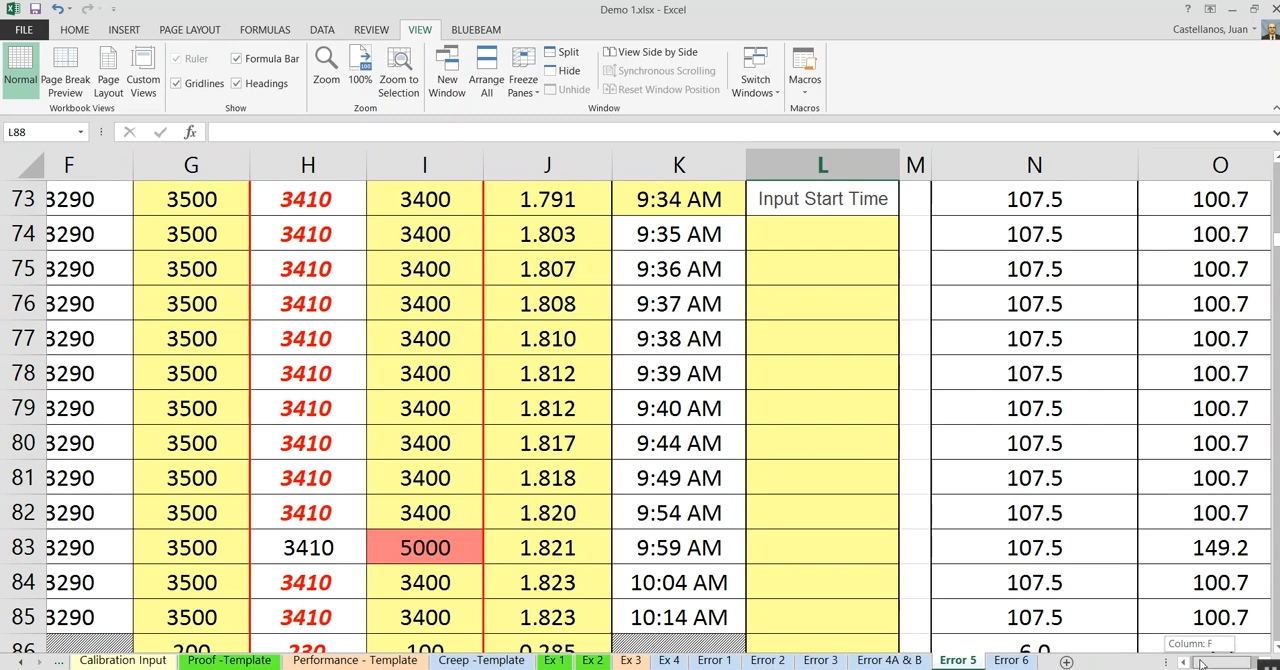 Demo 1.xlsx - Excel
FILE HOME INSERT PAGE LAYOUT FORMULAS DATA REVIEW VIEW BLUEBEAM Castellanos, Juan
Normal Page Break Preview Page Layout Custom Views
Workbook Views
Ruler Formula Bar
Gridlines Headings
Show
Zoom 100% Zoom to Selection
Zoom
New Window Arrange All Freeze Panes
Split
Hide
Unhide
View Side by Side
Synchronous Scrolling
Reset Window Position
Window
Switch Windows
Macros
Macros
L88 fx
F G H I J K L M N O
73 3290 3500 3410 3400 1.791 9:34 AM Input Start Time 107.5 100.7
74 3290 3500 3410 3400 1.803 9:35 AM 107.5 100.7
75 3290 3500 3410 3400 1.807 9:36 AM 107.5 100.7
76 3290 3500 3410 3400 1.808 9:37 AM 107.5 100.7
77 3290 3500 3410 3400 1.810 9:38 AM 107.5 100.7
78 3290 3500 3410 3400 1.812 9:39 AM 107.5 100.7
79 3290 3500 3410 3400 1.812 9:40 AM 107.5 100.7
80 3290 3500 3410 3400 1.817 9:44 AM 107.5 100.7
81 3290 3500 3410 3400 1.818 9:49 AM 107.5 100.7
82 3290 3500 3410 3400 1.820 9:54 AM 107.5 100.7
83 3290 3500 3410 5000 1.821 9:59 AM 107.5 149.2
84 3290 3500 3410 3400 1.823 10:04 AM 107.5 100.7
85 3290 3500 3410 3400 1.823 10:14 AM 107.5 100.7
86 200 230 100 0.285 6.0
Column: F
... Calibration Input Proof -Template Performance - Template Creep -Template Ex 1 Ex 2 Ex 3 Ex 4 Error 1 Error 2 Error 3 Error 4A & B Error 5 Error 6